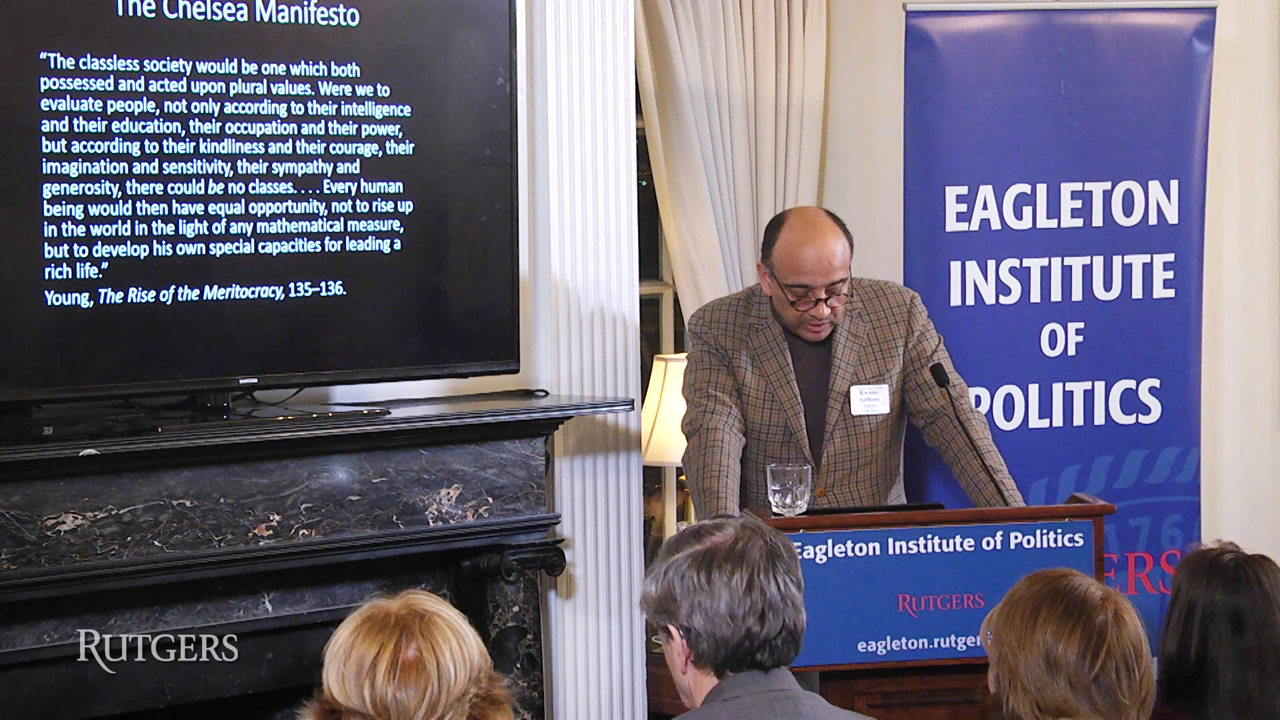 The Chelsea Manifesto
“The classless society would be one which both
possessed and acted upon plural values. Were we to
evaluate people, not only according to their intelligence
and their education, their occupation and their power,
but according to their kindliness and their courage, their
imagination and sensitivity, their sympathy and
generosity, there could be no classes. . . . Every human
being would then have equal opportunity, not to rise up
in the world in the light of any mathematical measure,
but to develop his own special capacities for leading a
rich life.”
Young, The Rise of the Meritocracy, 135–136.
RUTGERS
EAGLETON
INSTITUTE
OF
POLITICS
1766
ERS
Kwame
Anthony
Eagleton Institute of Politics
RUTGERS
eagleton.rutger